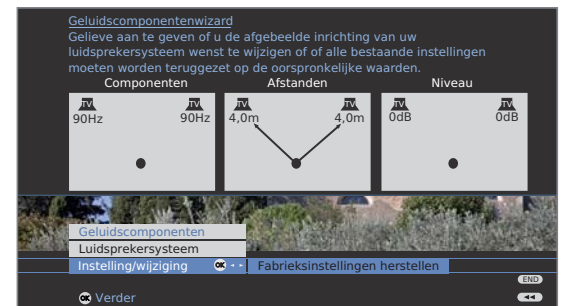 Geluidscomponentenwizard
Gelieve aan te geven of u de afgebeelde inrichting van uw
luidsprekersysteem wenst te wijzigen of of alle bestaande instellingen
moeten worden teruggezet op de oorspronkelijke waarden.
Componenten Afstanden Niveau
TV TV TV TV TV TV
90Hz 90Hz 4,0m 4,0m 0dB 0dB
Geluidscomponenten
Luidsprekersysteem
Instelling/wijziging OK Fabrieksinstellingen herstellen
END
OK Verder